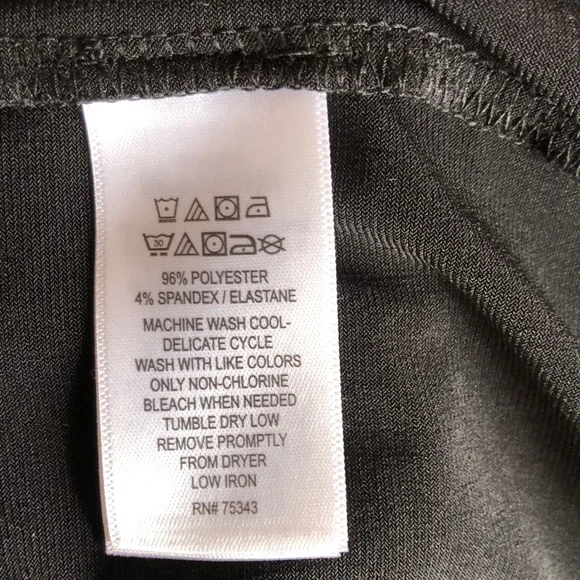 30
96% POLYESTER
4% SPANDEX / ELASTANE
MACHINE WASH COOL-
DELICATE CYCLE
WASH WITH LIKE COLORS
ONLY NON-CHLORINE
BLEACH WHEN NEEDED
TUMBLE DRY LOW
REMOVE PROMPTLY
FROM DRYER
LOW IRON
RN# 75343